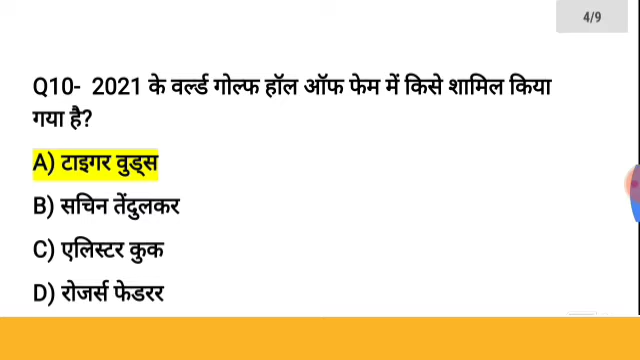 4/9
Q10- 2021 के वर्ल्ड गोल्फ हॉल ऑफ फेम में किसे शामिल किया
गया है?
A) टाइगर वुड्स
B) सचिन तेंदुलकर
C) एलिस्टर कुक
D) रोजर्स फेडरर